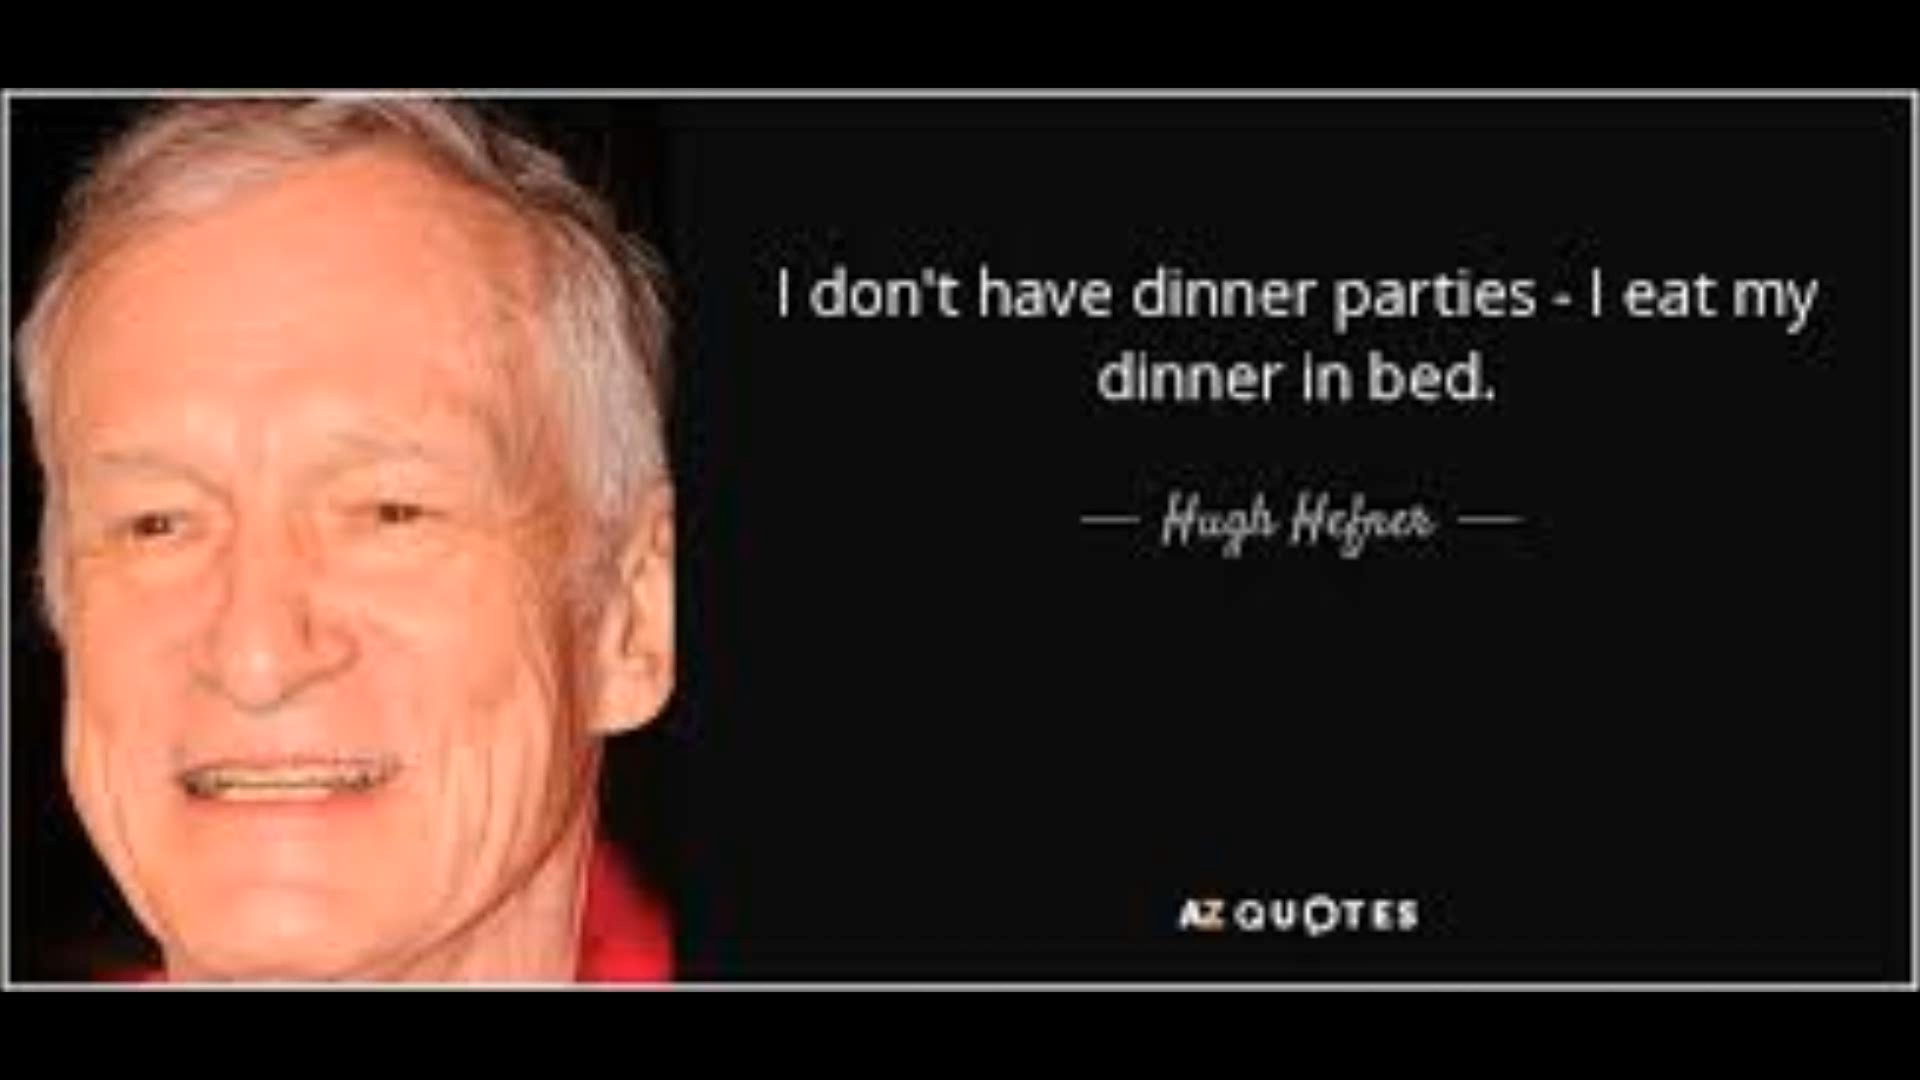 I don't have dinner parties - I eat my
dinner in bed.
— Hugh Hefner —
AZ QUOTES